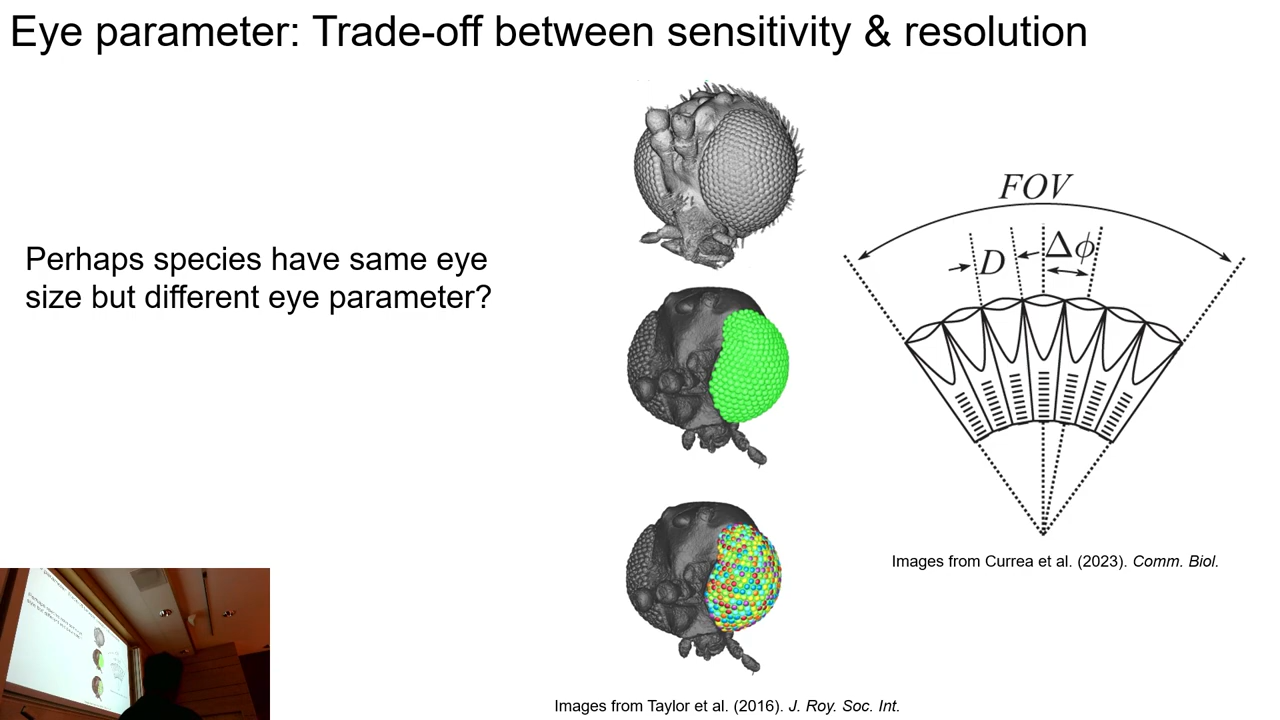 Eye parameter: Trade-off between sensitivity & resolution
Perhaps species have same eye
size but different eye parameter?
FOV
D
Δϕ
Images from Currea et al. (2023). Comm. Biol.
Images from Taylor et al. (2016). J. Roy. Soc. Int.